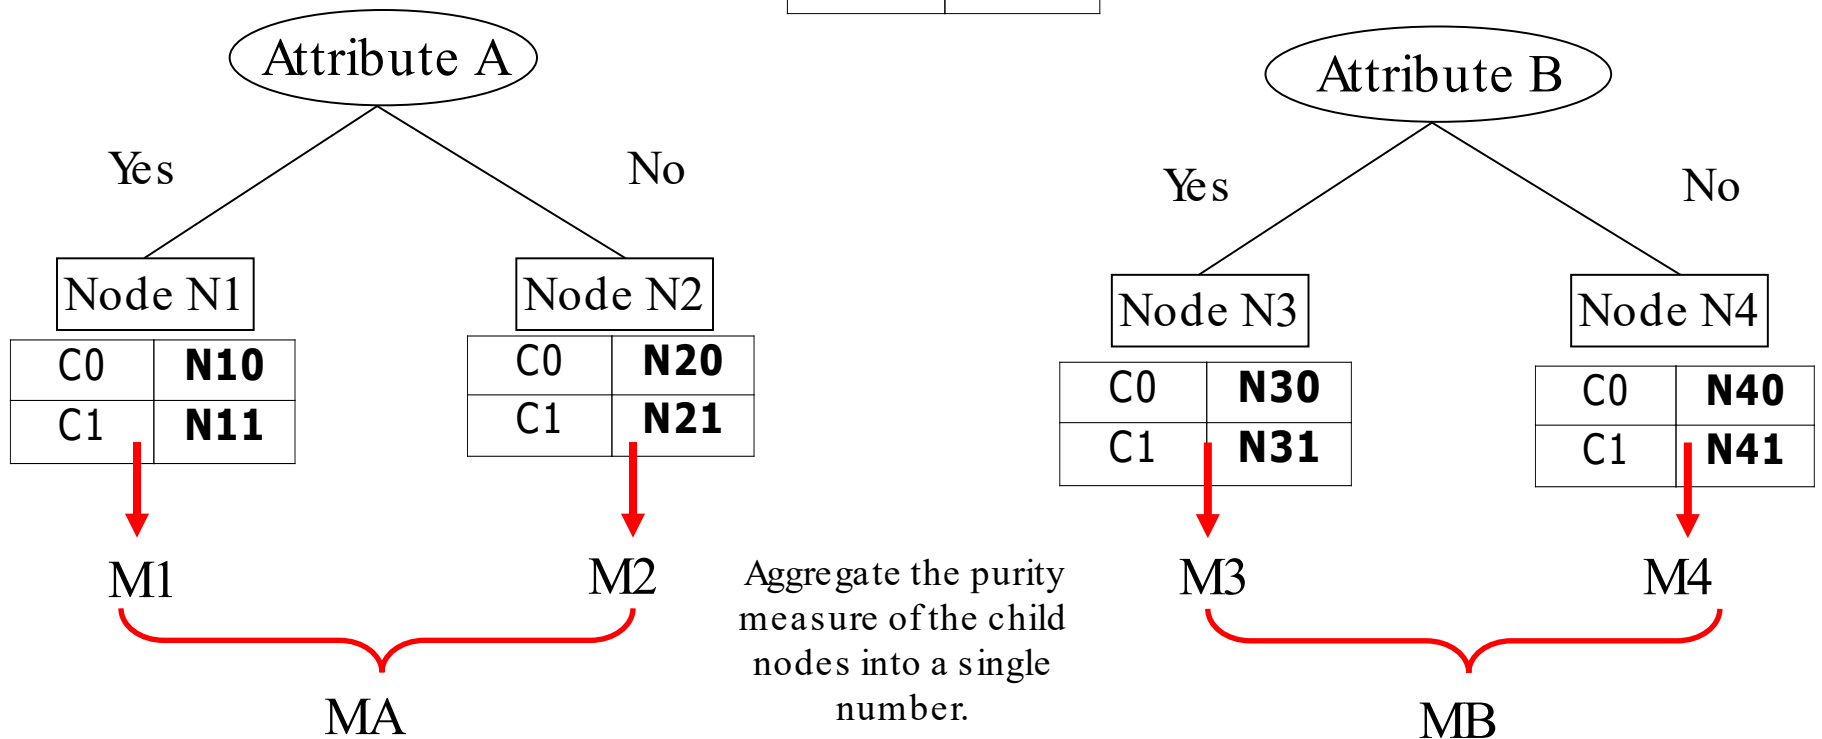 Attribute A
Yes
No
Node N1
Node N2
C0 N10
C1 N11
C0 N20
C1 N21
M1
M2
MA
Aggregate the purity
measure of the child
nodes into a single
number.
Attribute B
Yes
No
Node N3
Node N4
C0 N30
C1 N31
C0 N40
C1 N41
M3
M4
MB